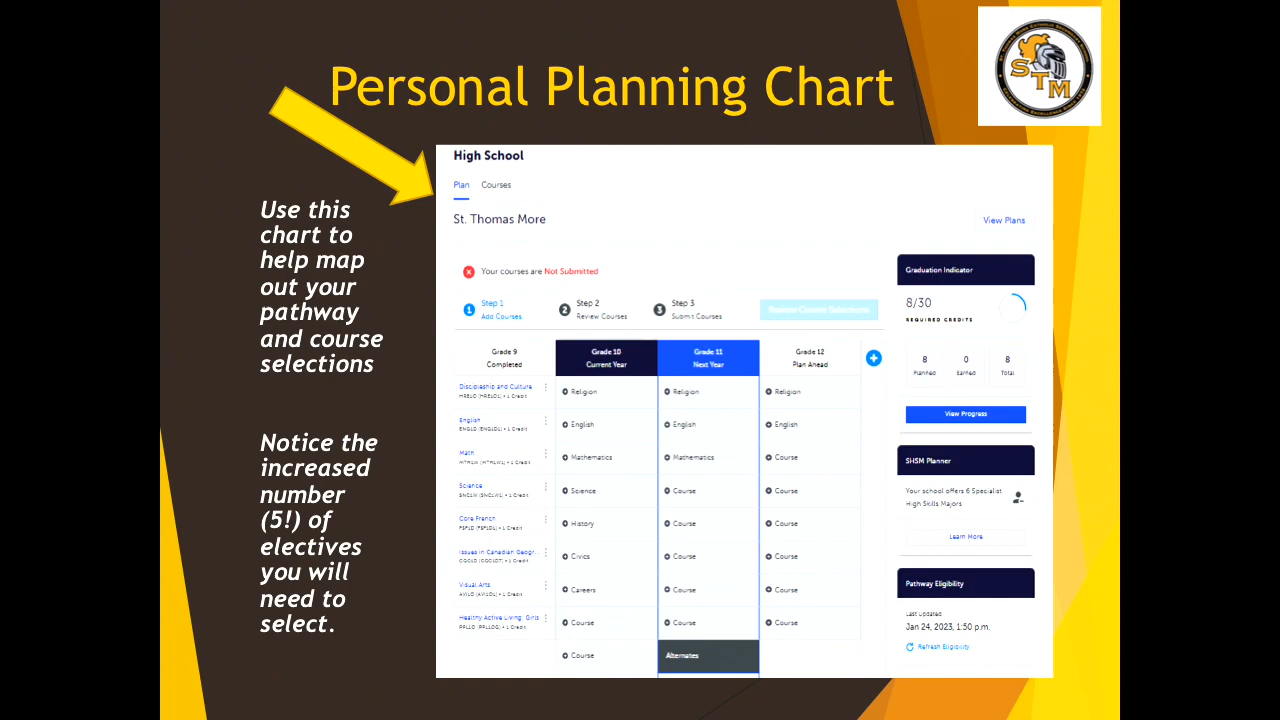 Personal Planning Chart
STM
Use this
chart to
help map
out your
pathway
and course
selections
Notice the
increased
number
(5!) of
electives
you will
need to
select.
High School
Plan Courses
St. Thomas More
View Plans
Your courses are Not Submitted
1 Step 1 2 Step 2 3 Step 3
Add Courses Review Courses Submit Courses
Review Course Selections
Grade 9 Grade 10 Grade 11 Grade 12
Completed Current Year Next Year Plan Ahead
Discipleship and Culture Religion Religion Religion
English English English English
Math Mathematics Mathematics Course
Science Science Course Course
Core French History Course Course
Issues in Canadian Geogr... Civics Course Course
Visual Arts Careers Course Course
Healthy Active Living, Girls Course Course Course
Course Alternates
Graduation Indicator
8/30
REQUIRED CREDITS
8 0 8
Planned Earned Total
View Progress
SHSM Planner
Your school offers 6 Specialist
High Skills Majors
Learn More
Pathway Eligibility
Last updated
Jan 24, 2023, 1:50 p.m.
Refresh Eligibility